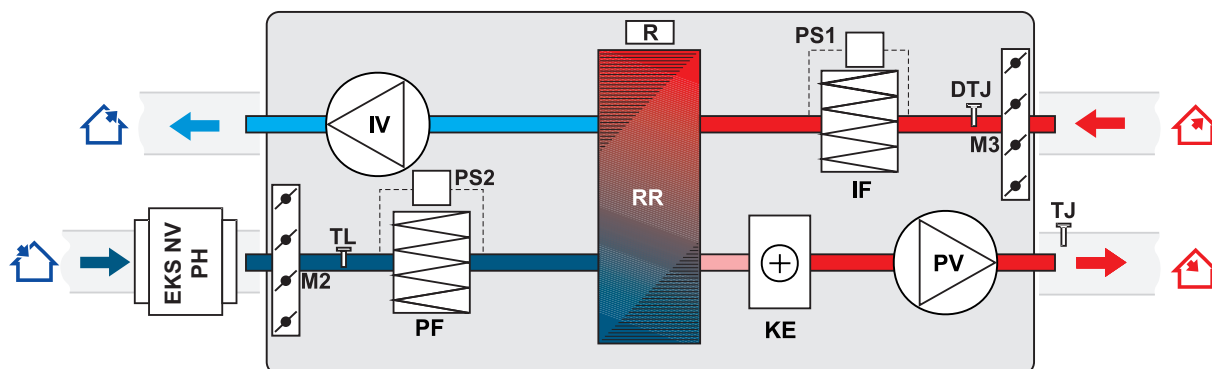 R
PS1
IV
DTJ
M3
PS2
RR
IF
EKS NV
PH
TL
TJ
M2
PV
PF
KE